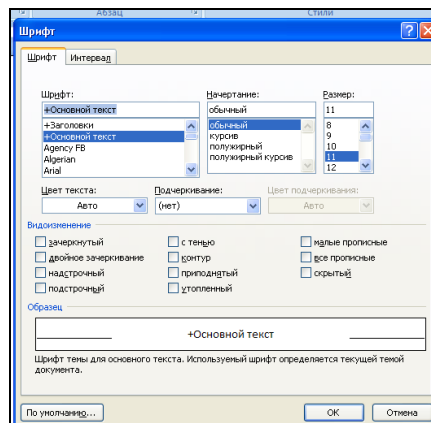 Абзац Стили
Шрифт
Шрифт Интервал
Шрифт: Начертание: Размер:
+Основной текст обычный 11
+Заголовки обычный 8
+Основной текст курсив 9
Agency FB полужирный 10
Algerian полужирный курсив 11
Arial 12
Цвет текста: Подчеркивание: Цвет подчеркивания:
Авто (нет) Авто
Видоизменение
зачеркнутый с тенью малые прописные
двойное зачеркивание контур все прописные
надстрочный приподнятый скрытый
подстрочный утопленный
Образец
+Основной текст
Шрифт темы для основного текста. Используемый шрифт определяется текущей темой
документа.
По умолчанию... ОК Отмена